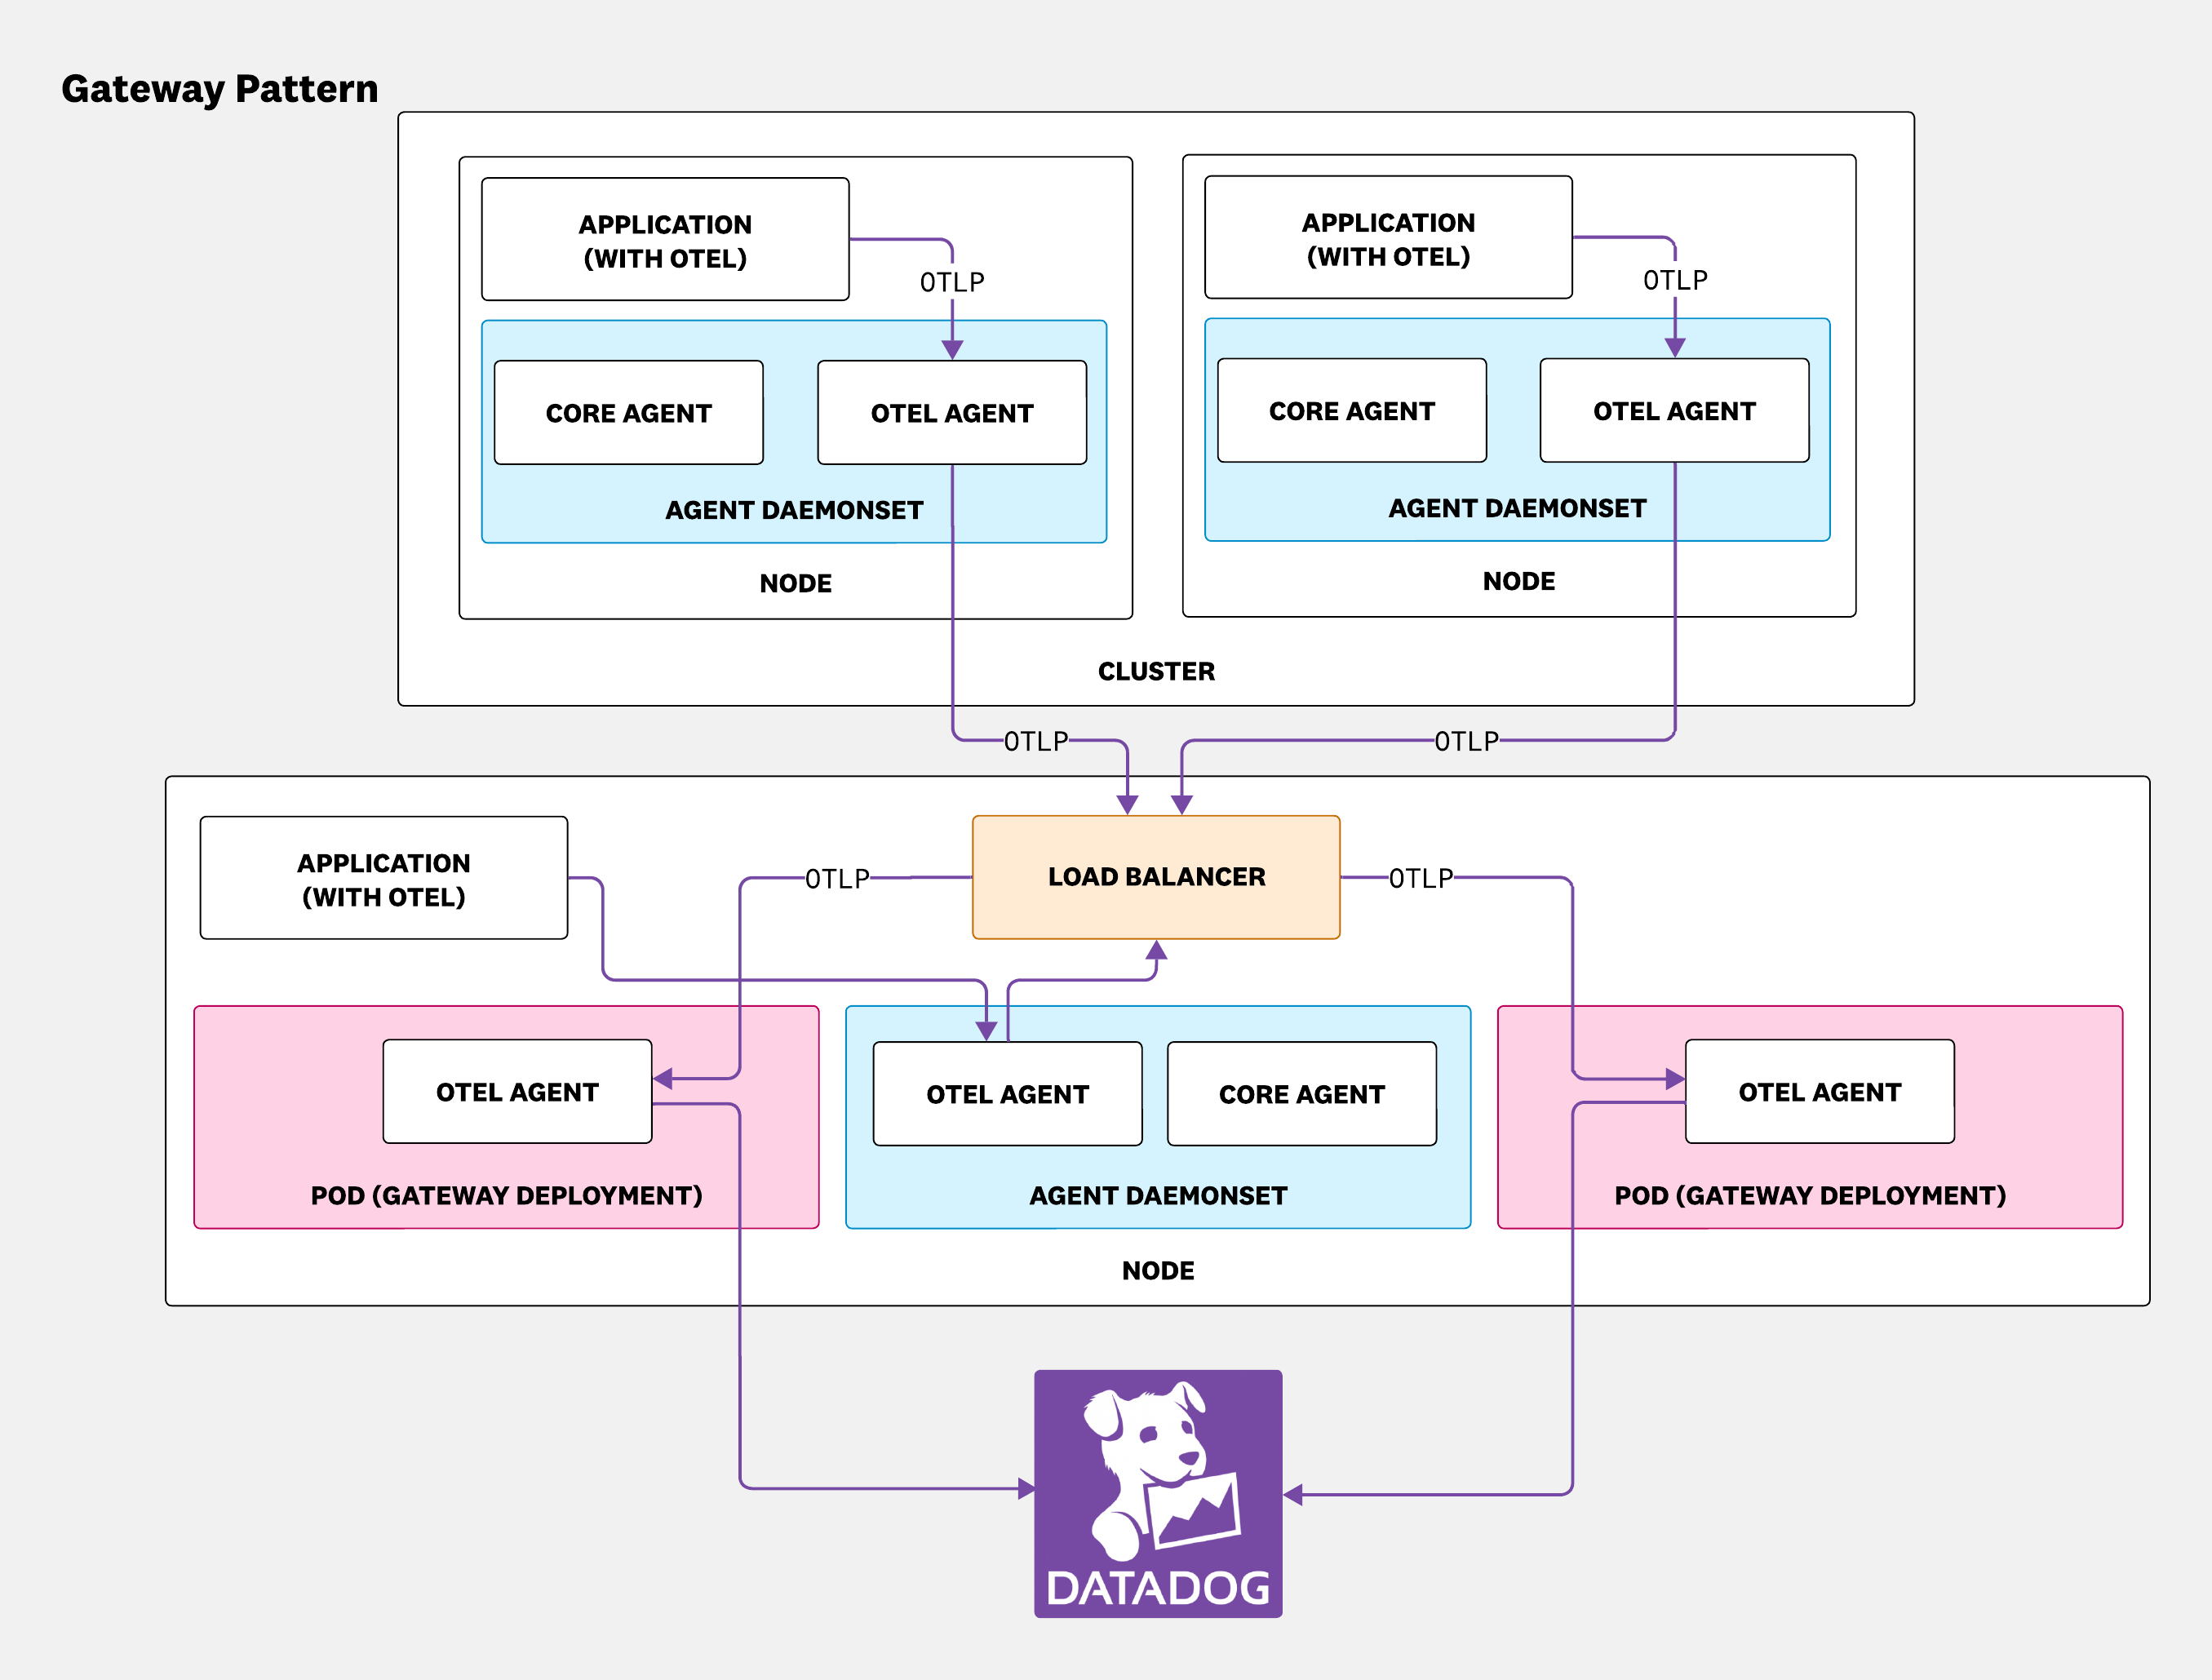 Gateway Pattern
APPLICATION
(WITH OTEL)
OTLP
CORE AGENT
OTEL AGENT
AGENT DAEMONSET
NODE
APPLICATION
(WITH OTEL)
OTLP
CORE AGENT
OTEL AGENT
AGENT DAEMONSET
NODE
CLUSTER
OTLP
OTLP
APPLICATION
(WITH OTEL)
OTLP
LOAD BALANCER
OTLP
OTEL AGENT
POD (GATEWAY DEPLOYMENT)
OTEL AGENT
CORE AGENT
AGENT DAEMONSET
OTEL AGENT
POD (GATEWAY DEPLOYMENT)
NODE
DATADOG